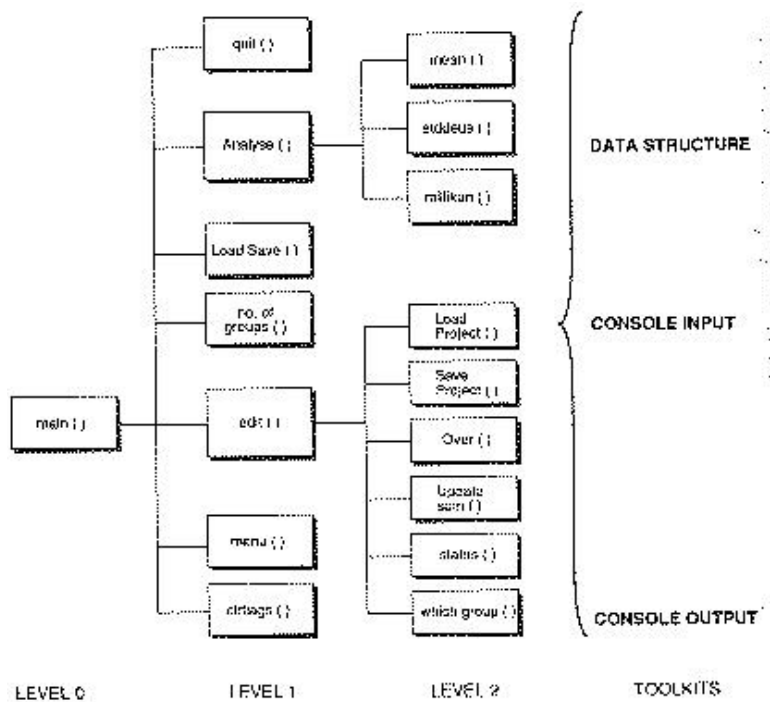 quit ( )
mean ( )
Analyse ( )
DATA STRUCTURE
Load Save ( )
no. of
groups ( )
Load
Project ( )
CONSOLE INPUT
Save
Project ( )
main ( )
edit ( )
Over ( )
Update
sum ( )
menu ( )
status ( )
which group ( )
CONSOLE OUTPUT
LEVEL 0
LEVEL 1
LEVEL 2
TOOLKITS